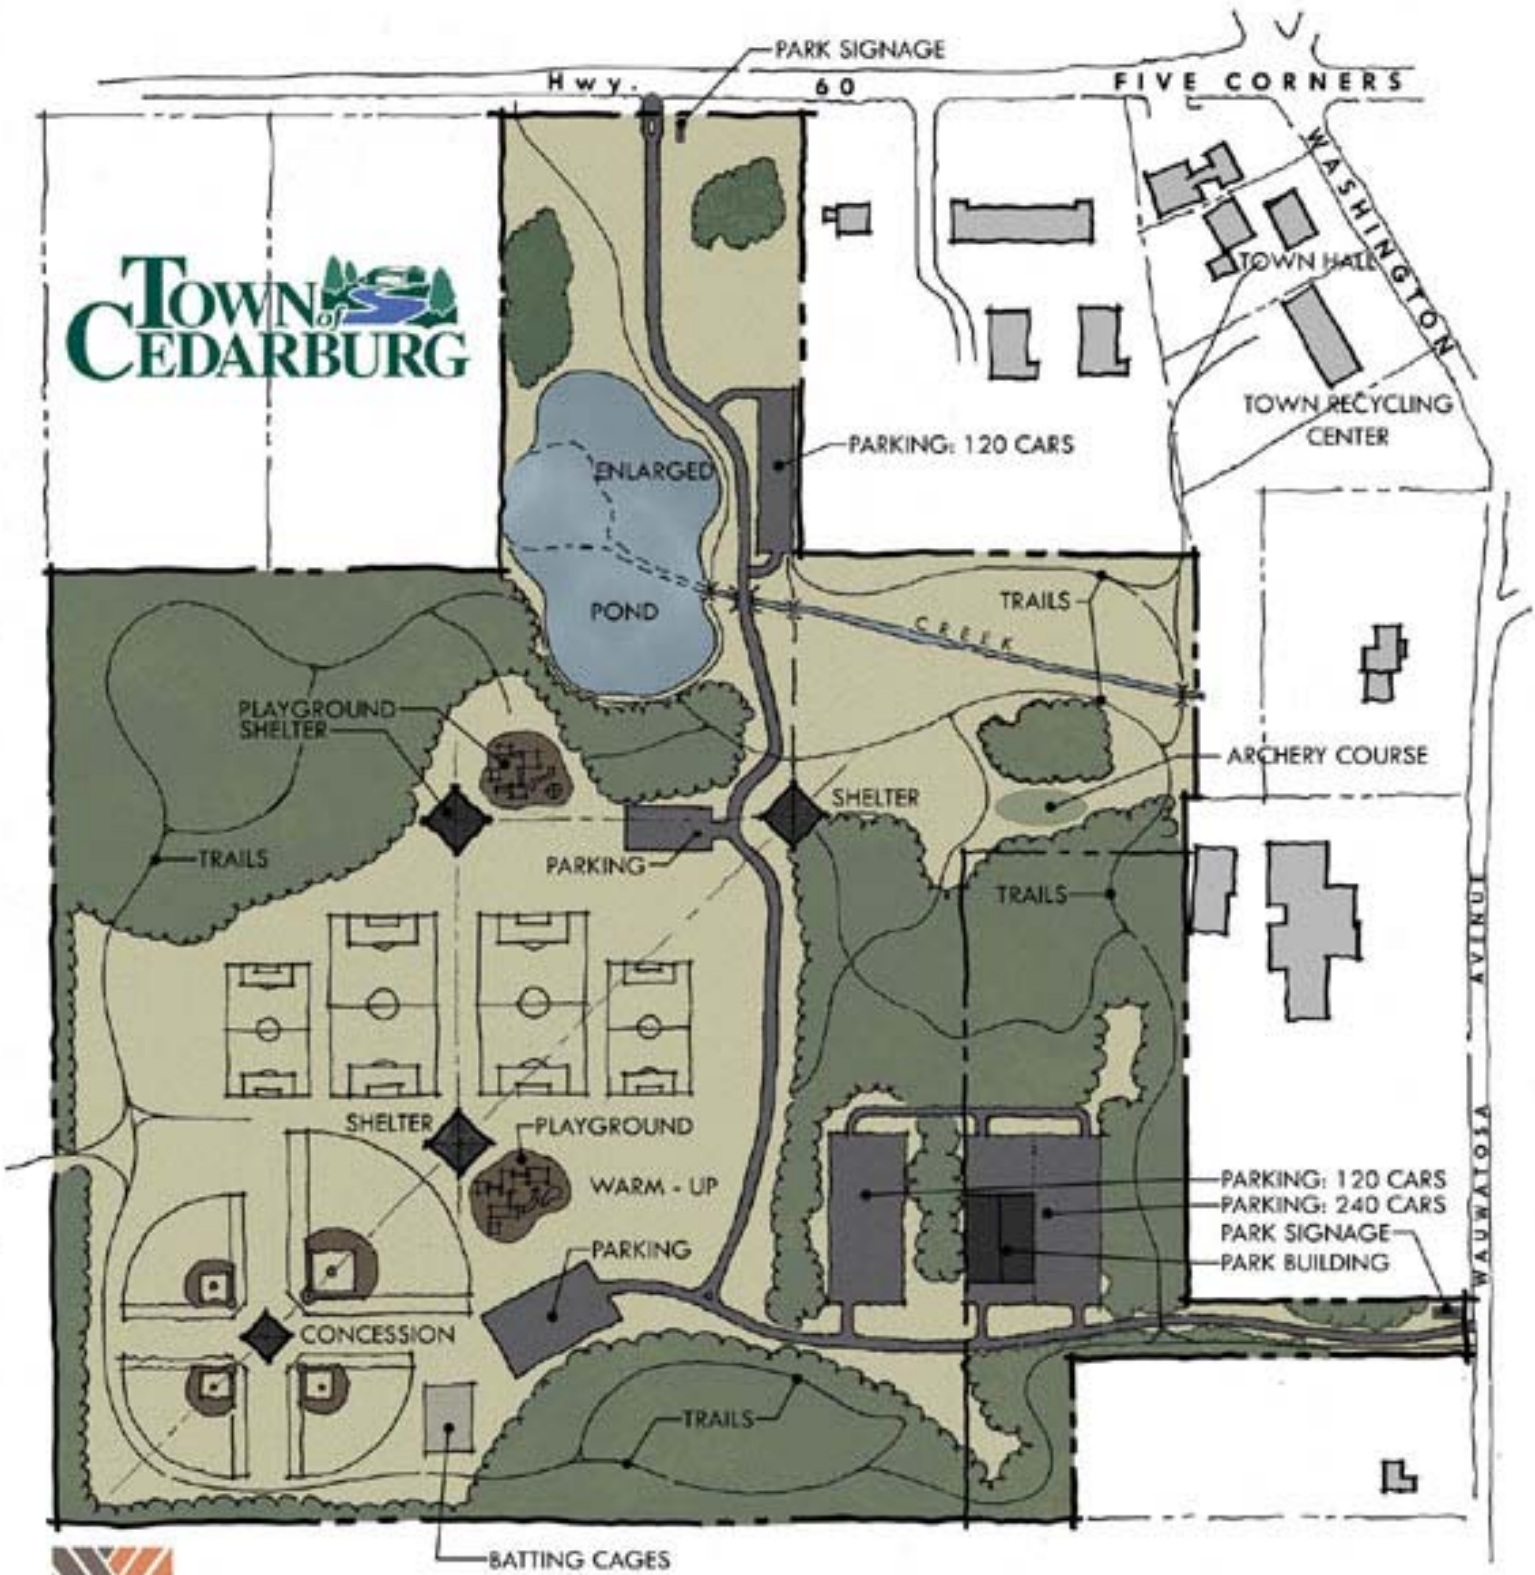 PARK SIGNAGE
Hwy. 60
FIVE CORNERS
WASHINGTON
TOWN HALL
TOWN of
CEDARBURG
TOWN RECYCLING
CENTER
PARKING: 120 CARS
ENLARGED
POND
TRAILS
CREEK
PLAYGROUND
SHELTER
ARCHERY COURSE
SHELTER
TRAILS
PARKING
TRAILS
WAUWATOSA AVENUE
SHELTER
PLAYGROUND
WARM - UP
PARKING: 120 CARS
PARKING: 240 CARS
PARK SIGNAGE
PARK BUILDING
PARKING
CONCESSION
TRAILS
BATTING CAGES